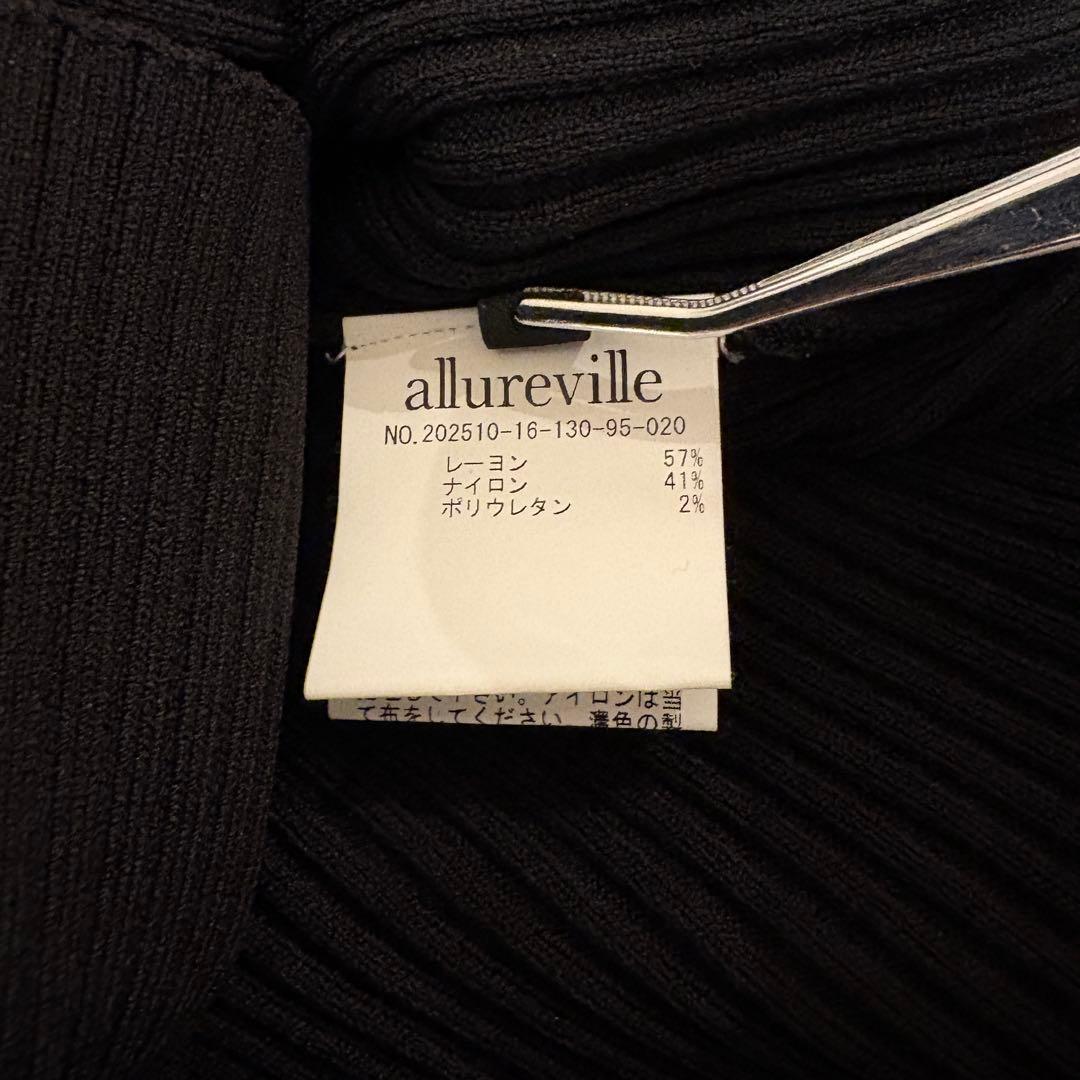 allureville
NO.202510-16-130-95-020
レーヨン 57%
ナイロン 41%
ポリウレタン 2%
さい。アイロンは当
て布をしてください 濃色の製